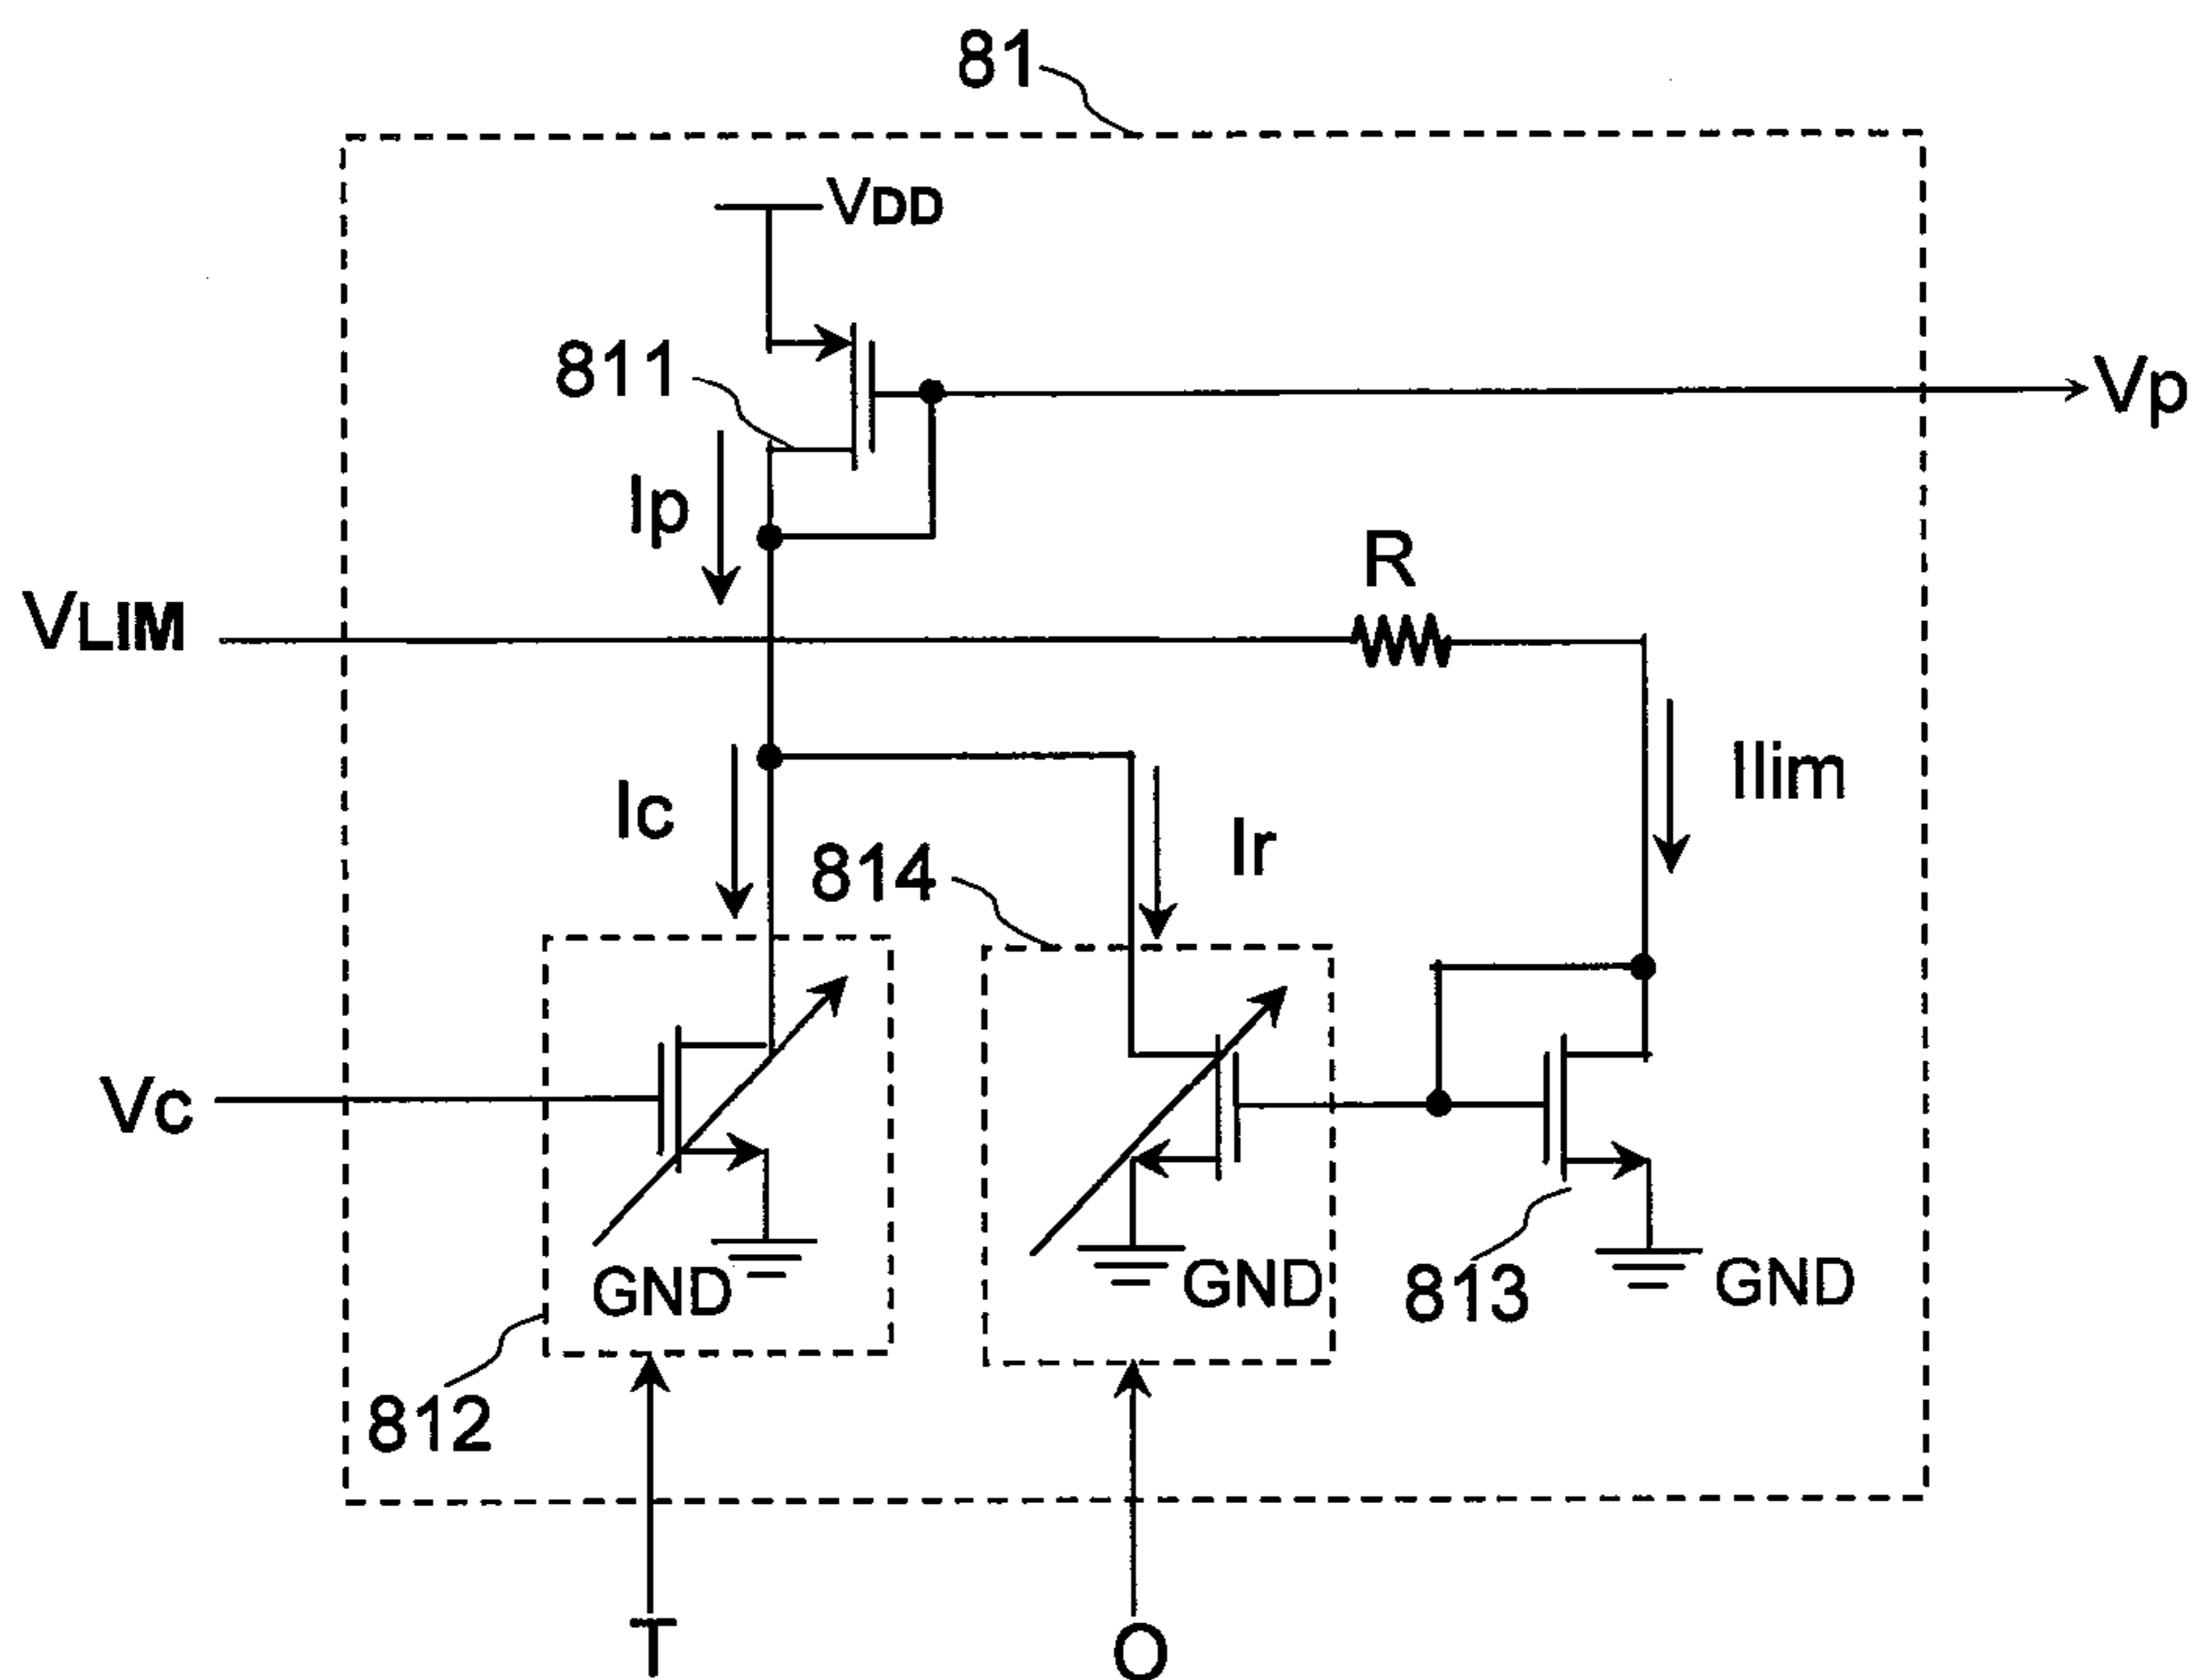 81
VDD
811
Vp
Ip
R
VLIM
Ic
Ilim
814
Ir
Vc
GND
GND
813
GND
812
T
O